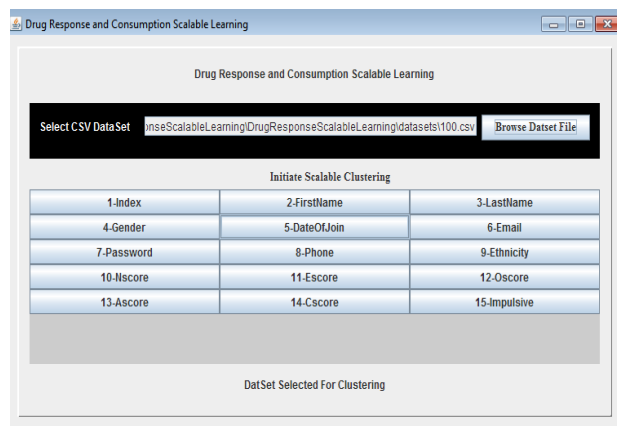 Drug Response and Consumption Scalable Learning
Drug Response and Consumption Scalable Learning
Select CSV DataSet onseScalableLearning\DrugResponseScalableLearning\datasets\100.csv Browse Datset File
Initiate Scalable Clustering
1-Index 2-FirstName 3-LastName
4-Gender 5-DateOfJoin 6-Email
7-Password 8-Phone 9-Ethnicity
10-Nscore 11-Escore 12-Oscore
13-Ascore 14-Cscore 15-Impulsive
DatSet Selected For Clustering